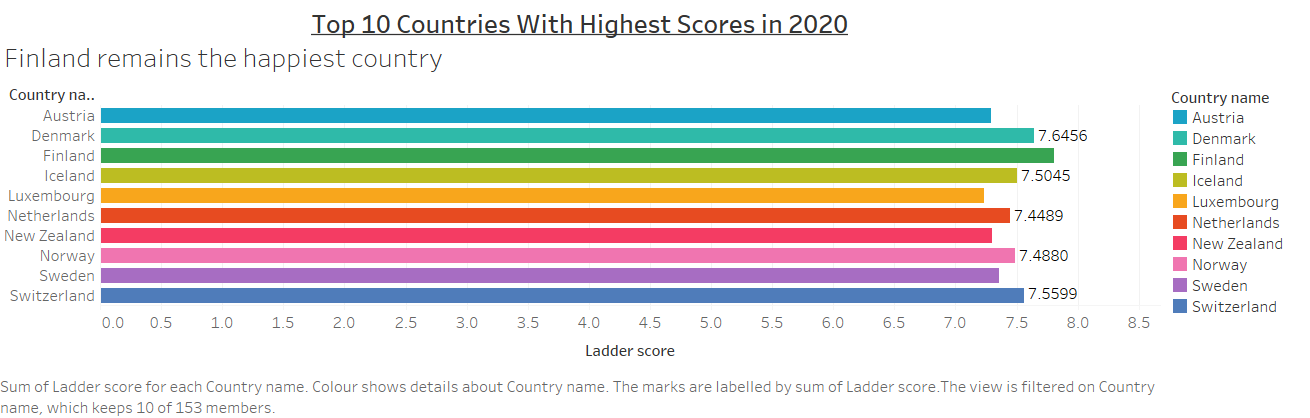 Top 10 Countries With Highest Scores in 2020
Finland remains the happiest country
Country na..
Austria
Denmark 7.6456
Finland
Iceland 7.5045
Luxembourg
Netherlands 7.4489
New Zealand
Norway 7.4880
Sweden
Switzerland 7.5599
0.0 0.5 1.0 1.5 2.0 2.5 3.0 3.5 4.0 4.5 5.0 5.5 6.0 6.5 7.0 7.5 8.0 8.5
Ladder score
Country name
Austria
Denmark
Finland
Iceland
Luxembourg
Netherlands
New Zealand
Norway
Sweden
Switzerland
Sum of Ladder score for each Country name. Colour shows details about Country name. The marks are labelled by sum of Ladder score.The view is filtered on Country
name, which keeps 10 of 153 members.